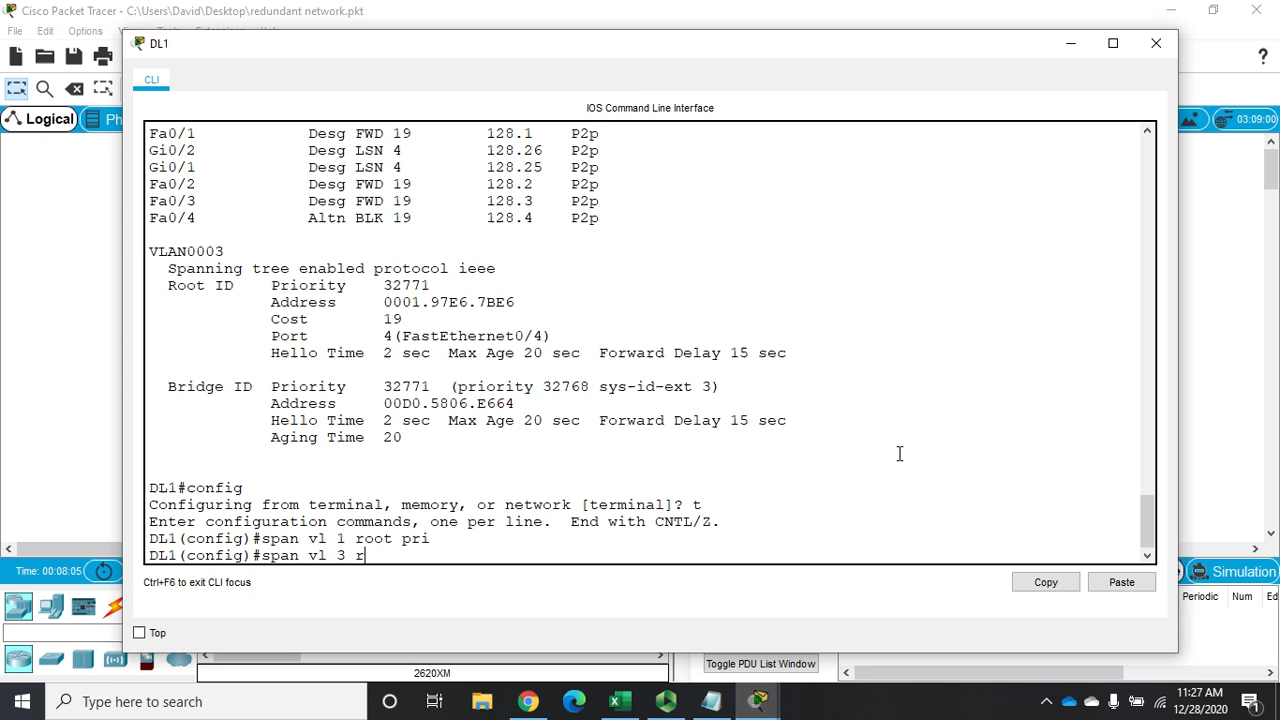 Cisco Packet Tracer - C:\Users\David\Desktop\redundant network.pkt
File Edit Options
DL1
CLI
IOS Command Line Interface
Logical
Ph
03:09:00
Fa0/1 Desg FWD 19 128.1 P2p
Gi0/2 Desg LSN 4 128.26 P2p
Gi0/1 Desg LSN 4 128.25 P2p
Fa0/2 Desg FWD 19 128.2 P2p
Fa0/3 Desg FWD 19 128.3 P2p
Fa0/4 Altn BLK 19 128.4 P2p
VLAN0003
Spanning tree enabled protocol ieee
Root ID Priority 32771
Address 0001.97E6.7BE6
Cost 19
Port 4(FastEthernet0/4)
Hello Time 2 sec Max Age 20 sec Forward Delay 15 sec
Bridge ID Priority 32771 (priority 32768 sys-id-ext 3)
Address 00D0.5806.E664
Hello Time 2 sec Max Age 20 sec Forward Delay 15 sec
Aging Time 20
DL1#config
Configuring from terminal, memory, or network [terminal]? t
Enter configuration commands, one per line. End with CNTL/Z.
DL1(config)#span vl 1 root pri
DL1(config)#span vl 3 r
Time: 00:08:05
Ctrl+F6 to exit CLI focus
Copy
Paste
Simulation
Periodic Num Ed
Top
2620XM
Toggle PDU List Window
Type here to search
11:27 AM
12/28/2020
1